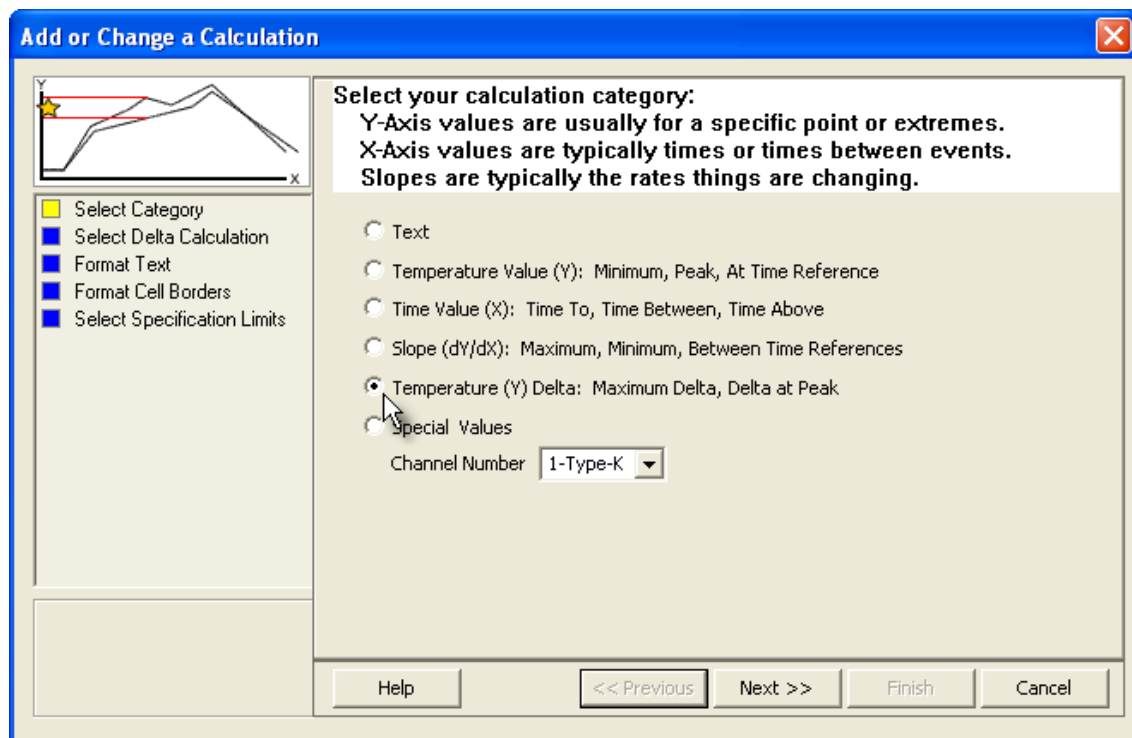 Add or Change a Calculation
Y
X
Select Category
Select Delta Calculation
Format Text
Format Cell Borders
Select Specification Limits
Select your calculation category:
Y-Axis values are usually for a specific point or extremes.
X-Axis values are typically times or times between events.
Slopes are typically the rates things are changing.
Text
Temperature Value (Y): Minimum, Peak, At Time Reference
Time Value (X): Time To, Time Between, Time Above
Slope (dY/dX): Maximum, Minimum, Between Time References
Temperature (Y) Delta: Maximum Delta, Delta at Peak
Special Values
Channel Number 1-Type-K
Help << Previous Next >> Finish Cancel